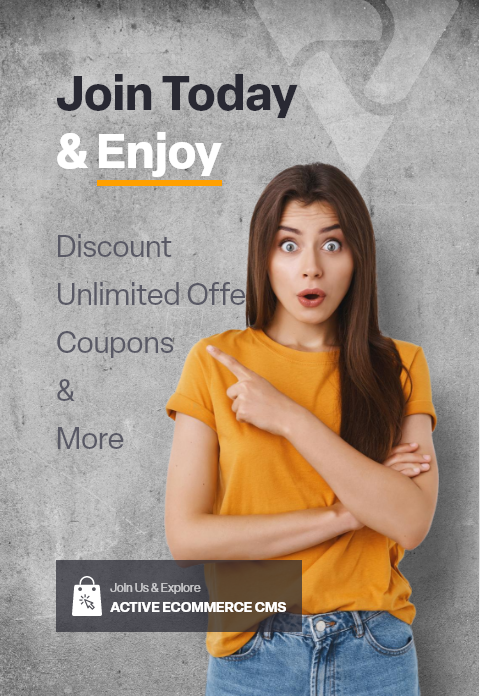 Join Today
& Enjoy
Discount
Unlimited Offe
Coupons
&
More
Join Us & Explore
ACTIVE ECOMMERCE CMS